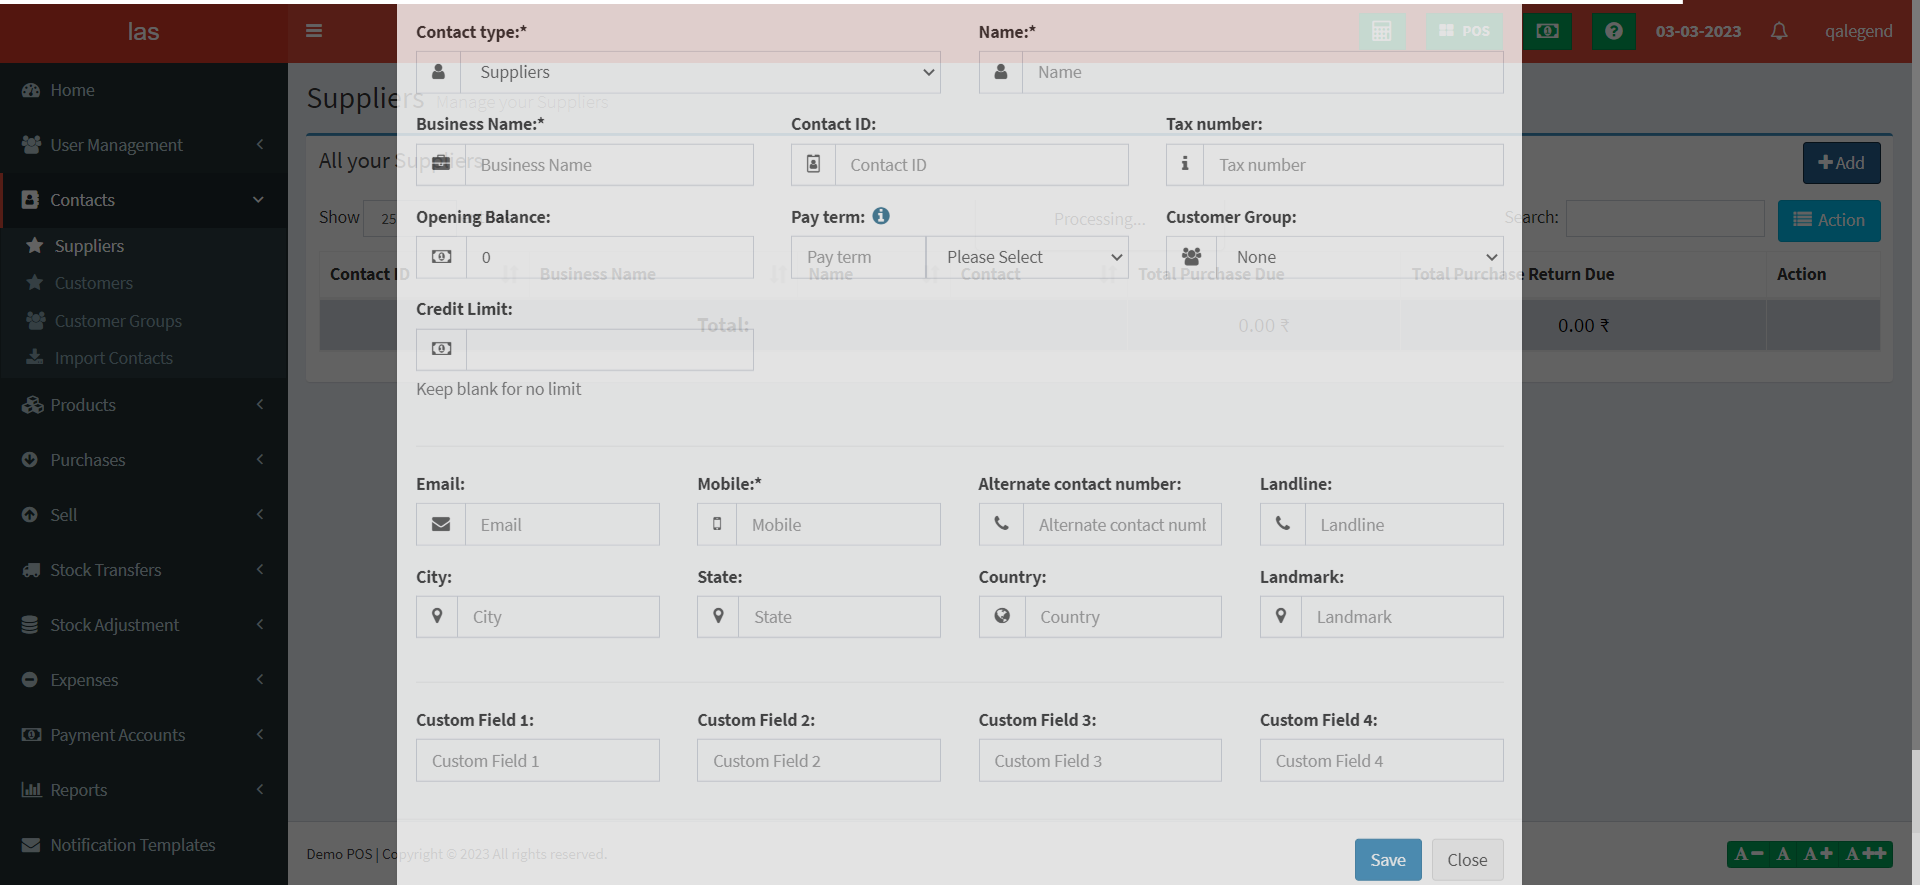 las
POS
03-03-2023
qalegend
Home
User Management
Contacts
Suppliers
Customers
Customer Groups
Import Contacts
Products
Purchases
Sell
Stock Transfers
Stock Adjustment
Expenses
Payment Accounts
Reports
Notification Templates
Suppliers Manage your Suppliers
All your Suppliers
Add
Show 25
Processing...
Search:
Action
Contact ID Business Name Name Contact Total Purchase Due Total Purchase Return Due Action
Total: 0.00 ₹ 0.00 ₹
Contact type:* Name:*
Suppliers Name
Business Name:* Contact ID: Tax number:
Business Name Contact ID Tax number
Opening Balance: Pay term: Customer Group:
0 Pay term Please Select None
Credit Limit:
Keep blank for no limit
Email: Mobile:* Alternate contact number: Landline:
Email Mobile Alternate contact numb Landline
City: State: Country: Landmark:
City State Country Landmark
Custom Field 1: Custom Field 2: Custom Field 3: Custom Field 4:
Custom Field 1 Custom Field 2 Custom Field 3 Custom Field 4
Save Close
Demo POS | Copyright © 2023 All rights reserved.
A- A A+ A++